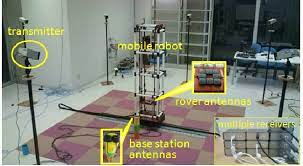 transmitter
mobile robot
rover antennas
multiple receivers
base station
antennas